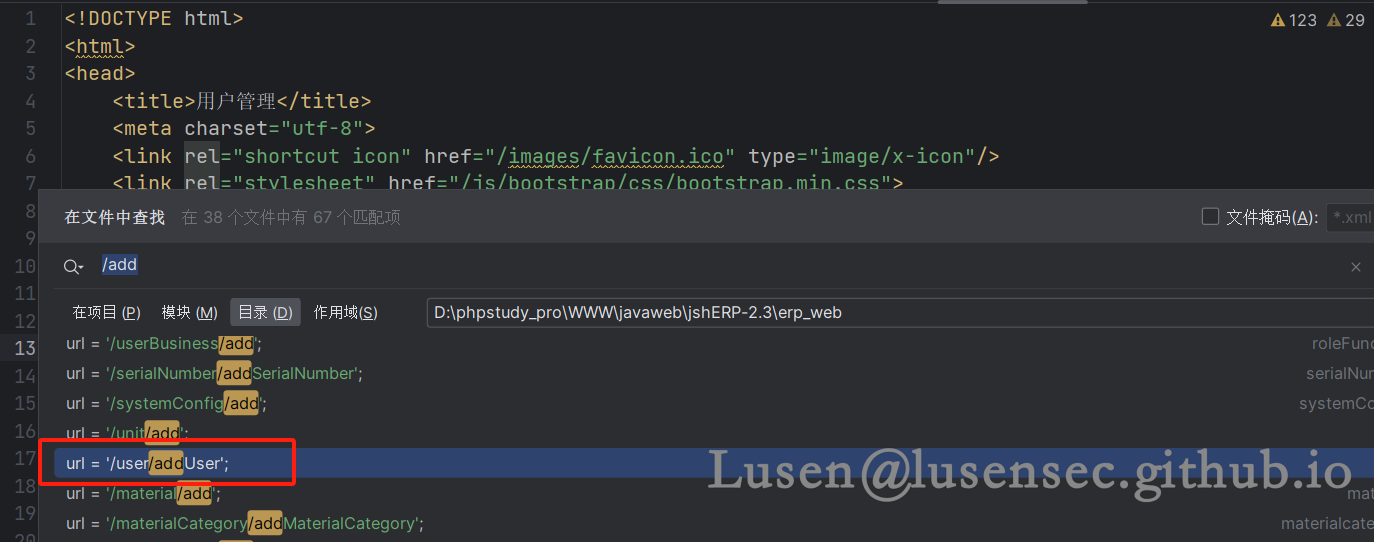 1 <!DOCTYPE html>
123 29
2 <html>
3 <head>
4 <title>用户管理</title>
5 <meta charset="utf-8">
6 <link rel="shortcut icon" href="/images/favicon.ico" type="image/x-icon"/>
7 <link rel="stylesheet" href="/js/bootstrap/css/bootstrap.min.css">
8 在文件中查找 在 38 个文件中有 67 个匹配项 文件掩码(A): *.xml
9
10 /add
11
12 在项目 (P) 模块 (M) 目录 (D) 作用域(S) D:\phpstudy_pro\WWW\javaweb\jshERP-2.3\erp_web
13 url = '/userBusiness/add'; roleFunc
14 url = '/serialNumber/addSerialNumber'; serialNum
15 url = '/systemConfig/add'; systemCo
16 url = '/unit/add';
17 url = '/user/addUser';
Lusen@lusensec.github.io
18 url = '/material/add'; mat
19 url = '/materialCategory/addMaterialCategory'; materialcate
20